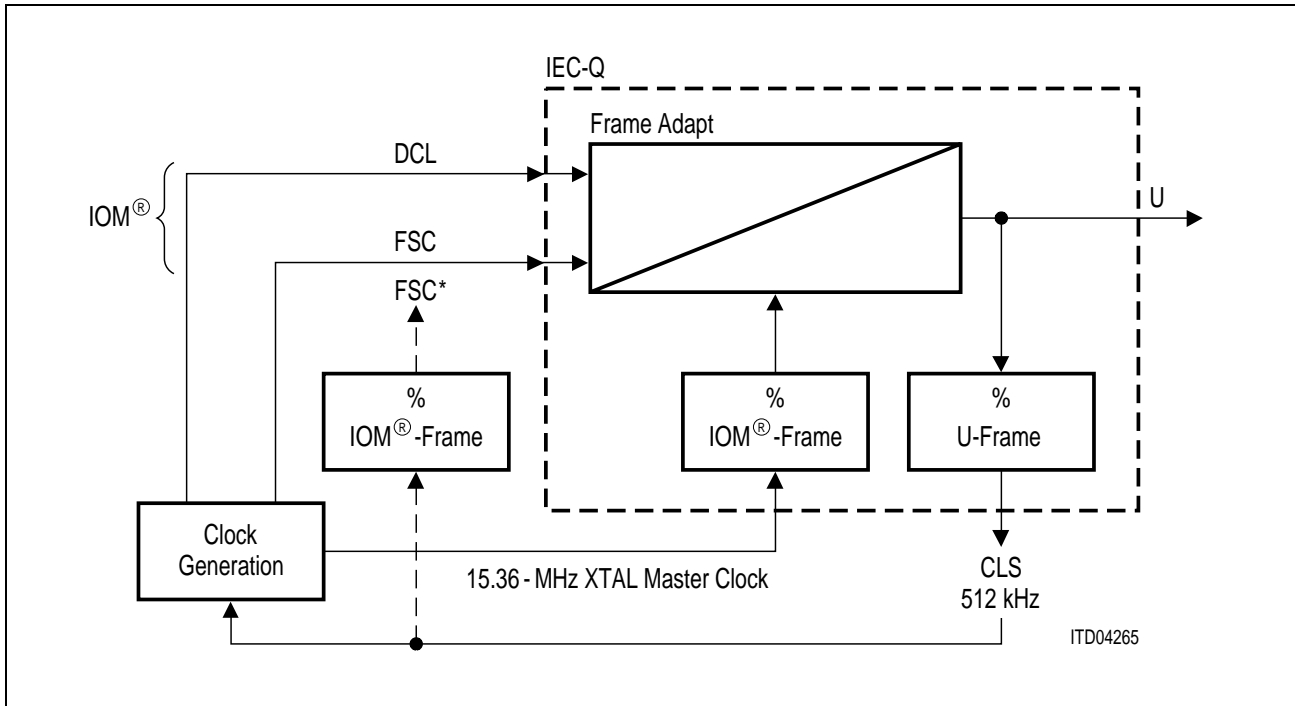 IEC-Q
Frame Adapt
DCL
IOM®
U
FSC
FSC*
%
IOM®-Frame
%
IOM®-Frame
%
U-Frame
Clock
Generation
15.36 - MHz XTAL Master Clock
CLS
512 kHz
ITD04265